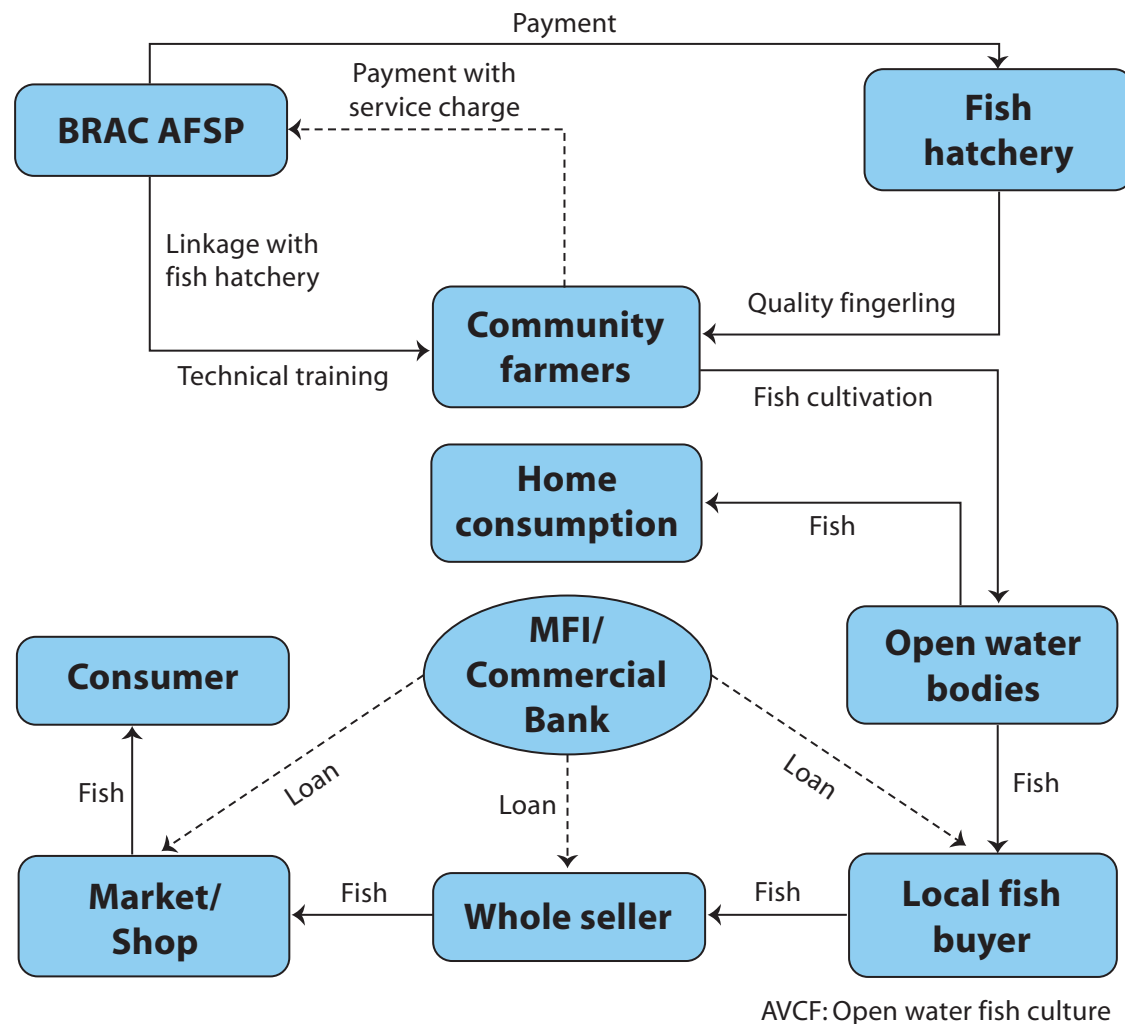 Payment
Payment with
service charge
BRAC AFSP
Fish
hatchery
Linkage with
fish hatchery
Quality fingerling
Community
farmers
Technical training
Fish cultivation
Home
consumption
Fish
MFI/
Commercial
Bank
Open water
bodies
Consumer
Fish
Loan
Loan
Loan
Fish
Market/
Shop
Fish
Whole seller
Fish
Local fish
buyer
AVCF: Open water fish culture